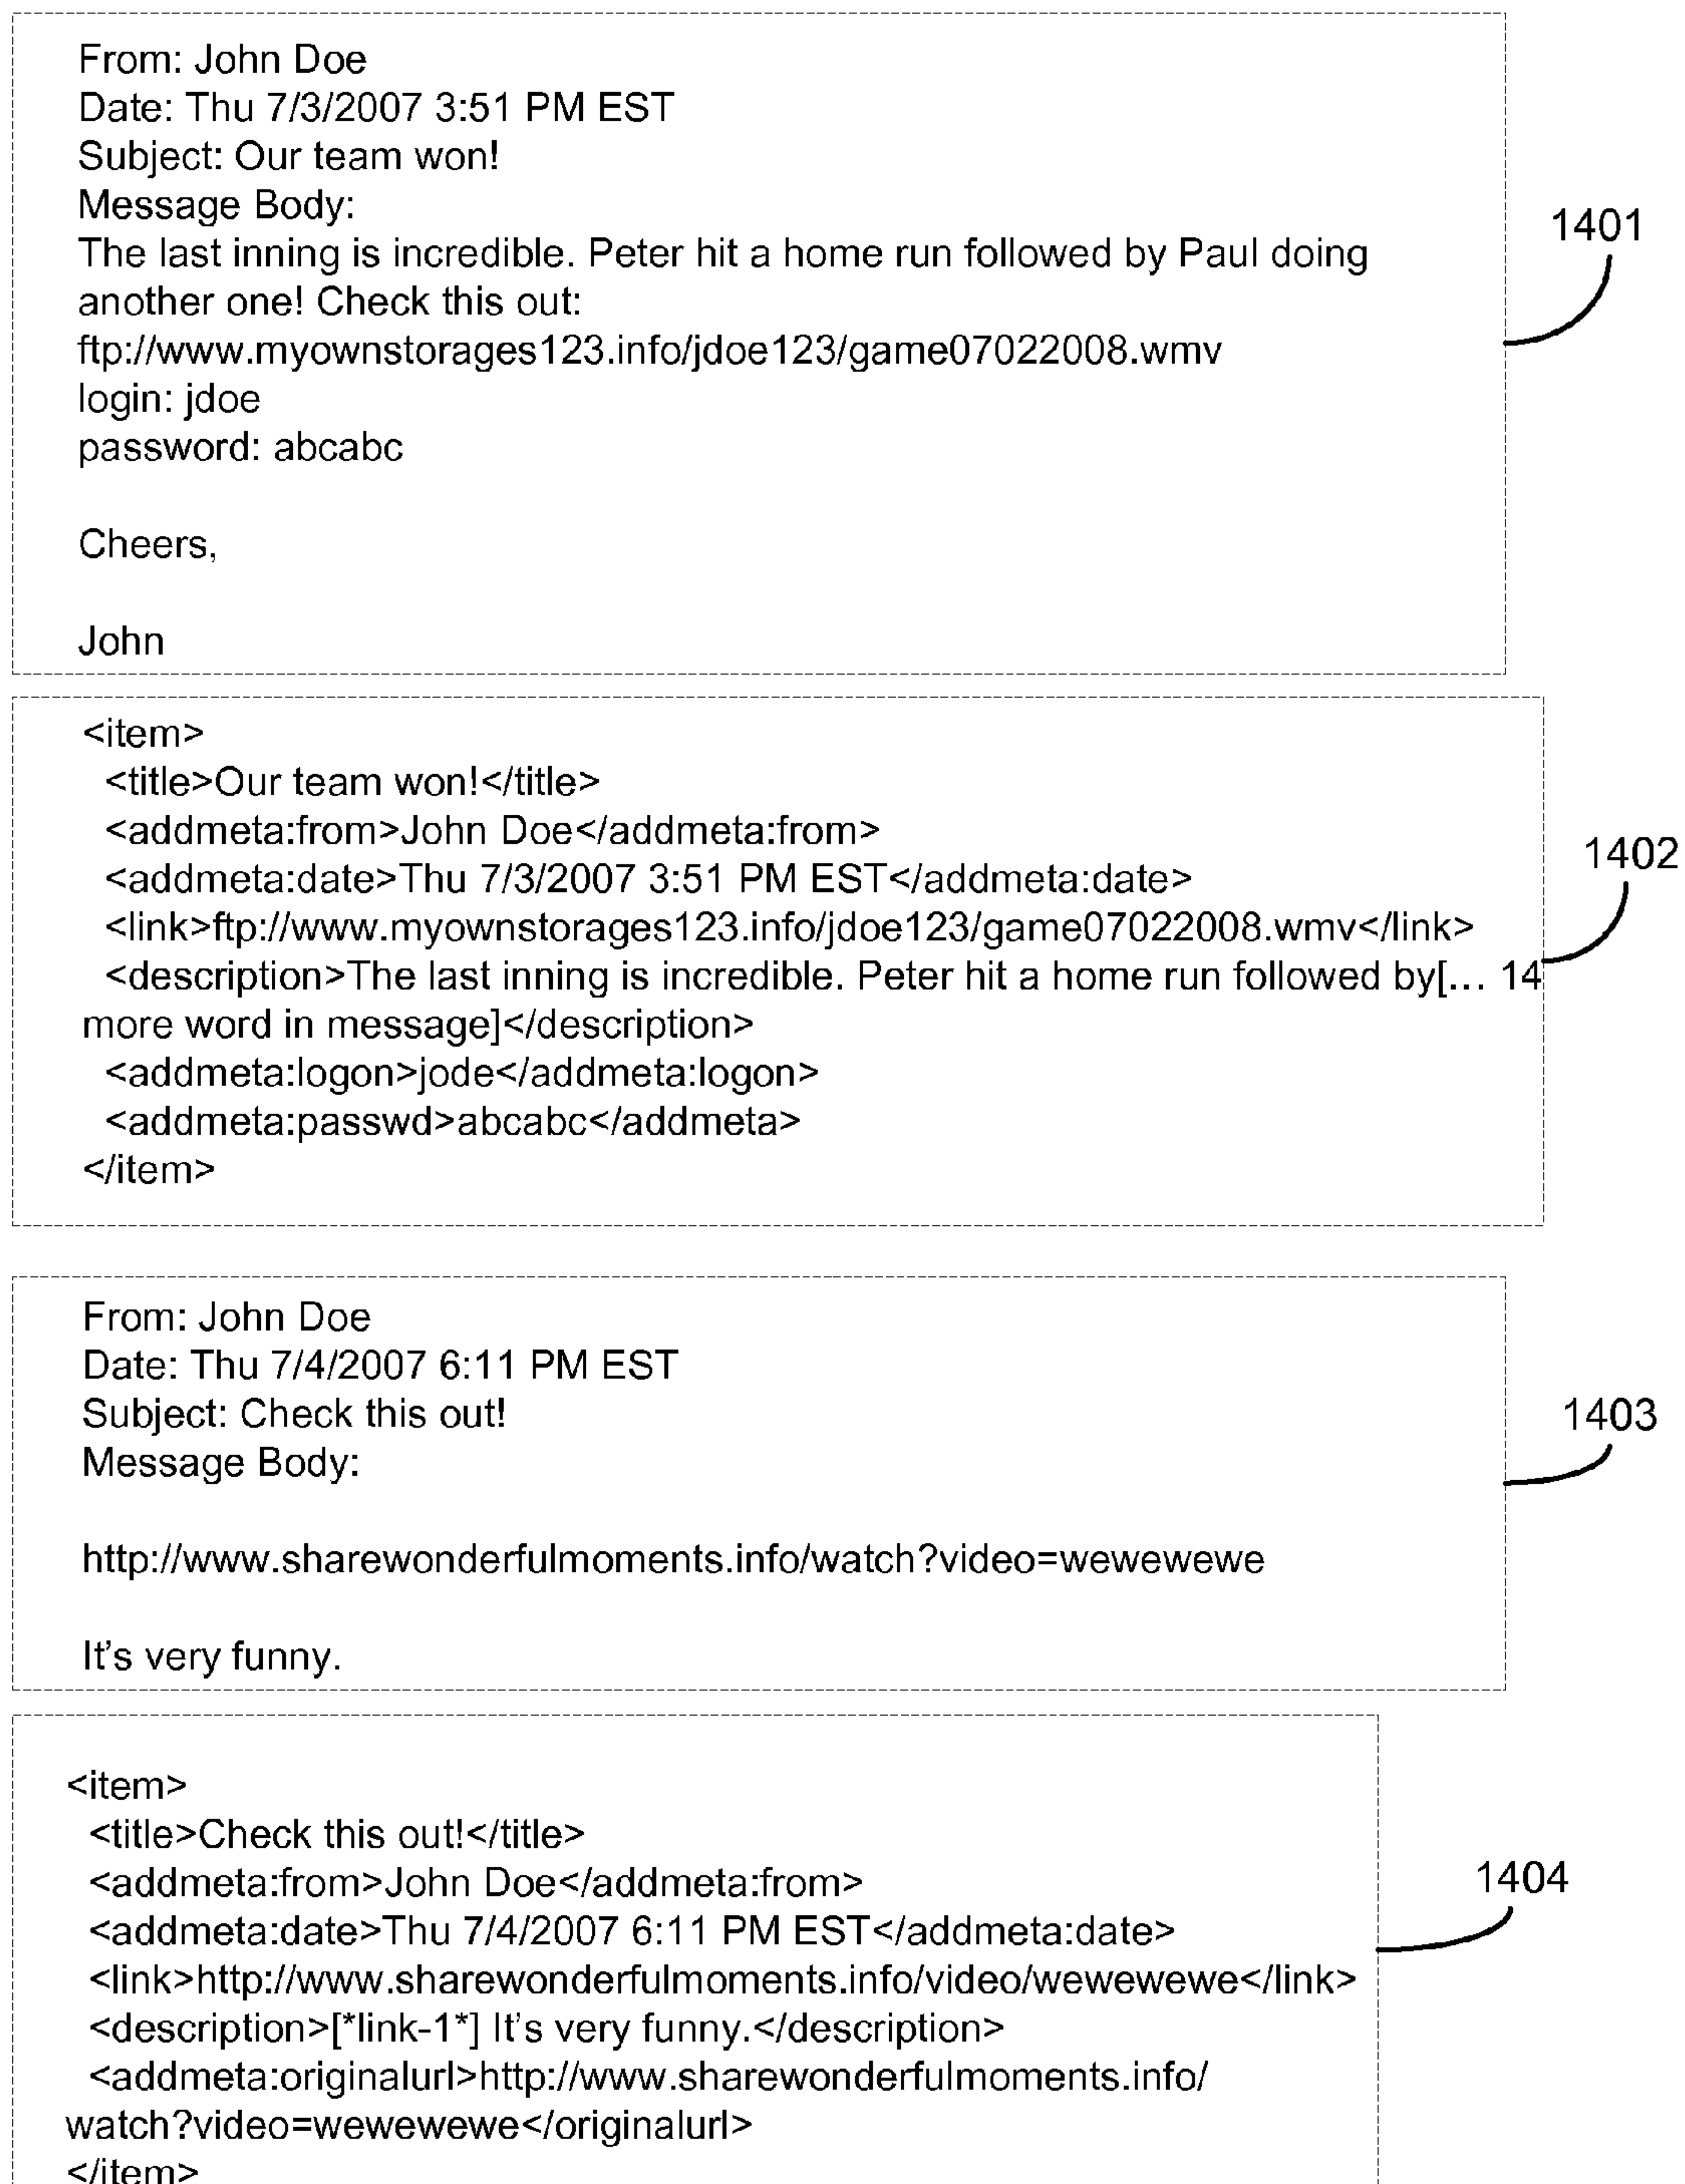 From: John Doe
Date: Thu 7/3/2007 3:51 PM EST
Subject: Our team won!
Message Body:
The last inning is incredible. Peter hit a home run followed by Paul doing
another one! Check this out:
ftp://www.myownstorages123.info/jdoe123/game07022008.wmv
login: jdoe
password: abcabc
Cheers,
John
1401
<item>
<title>Our team won!</title>
<addmeta:from>John Doe</addmeta:from>
<addmeta:date>Thu 7/3/2007 3:51 PM EST</addmeta:date>
<link>ftp://www.myownstorages123.info/jdoe123/game07022008.wmv</link>
<description>The last inning is incredible. Peter hit a home run followed by[... 14
more word in message]</description>
<addmeta:logon>jode</addmeta:logon>
<addmeta:passwd>abcabc</addmeta>
</item>
1402
From: John Doe
Date: Thu 7/4/2007 6:11 PM EST
Subject: Check this out!
Message Body:
http://www.sharewonderfulmoments.info/watch?video=wewewewe
It's very funny.
1403
<item>
<title>Check this out!</title>
<addmeta:from>John Doe</addmeta:from>
<addmeta:date>Thu 7/4/2007 6:11 PM EST</addmeta:date>
<link>http://www.sharewonderfulmoments.info/video/wewewewe</link>
<description>[*link-1*] It's very funny.</description>
<addmeta:originalurl>http://www.sharewonderfulmoments.info/
watch?video=wewewewe</originalurl>
</item>
1404